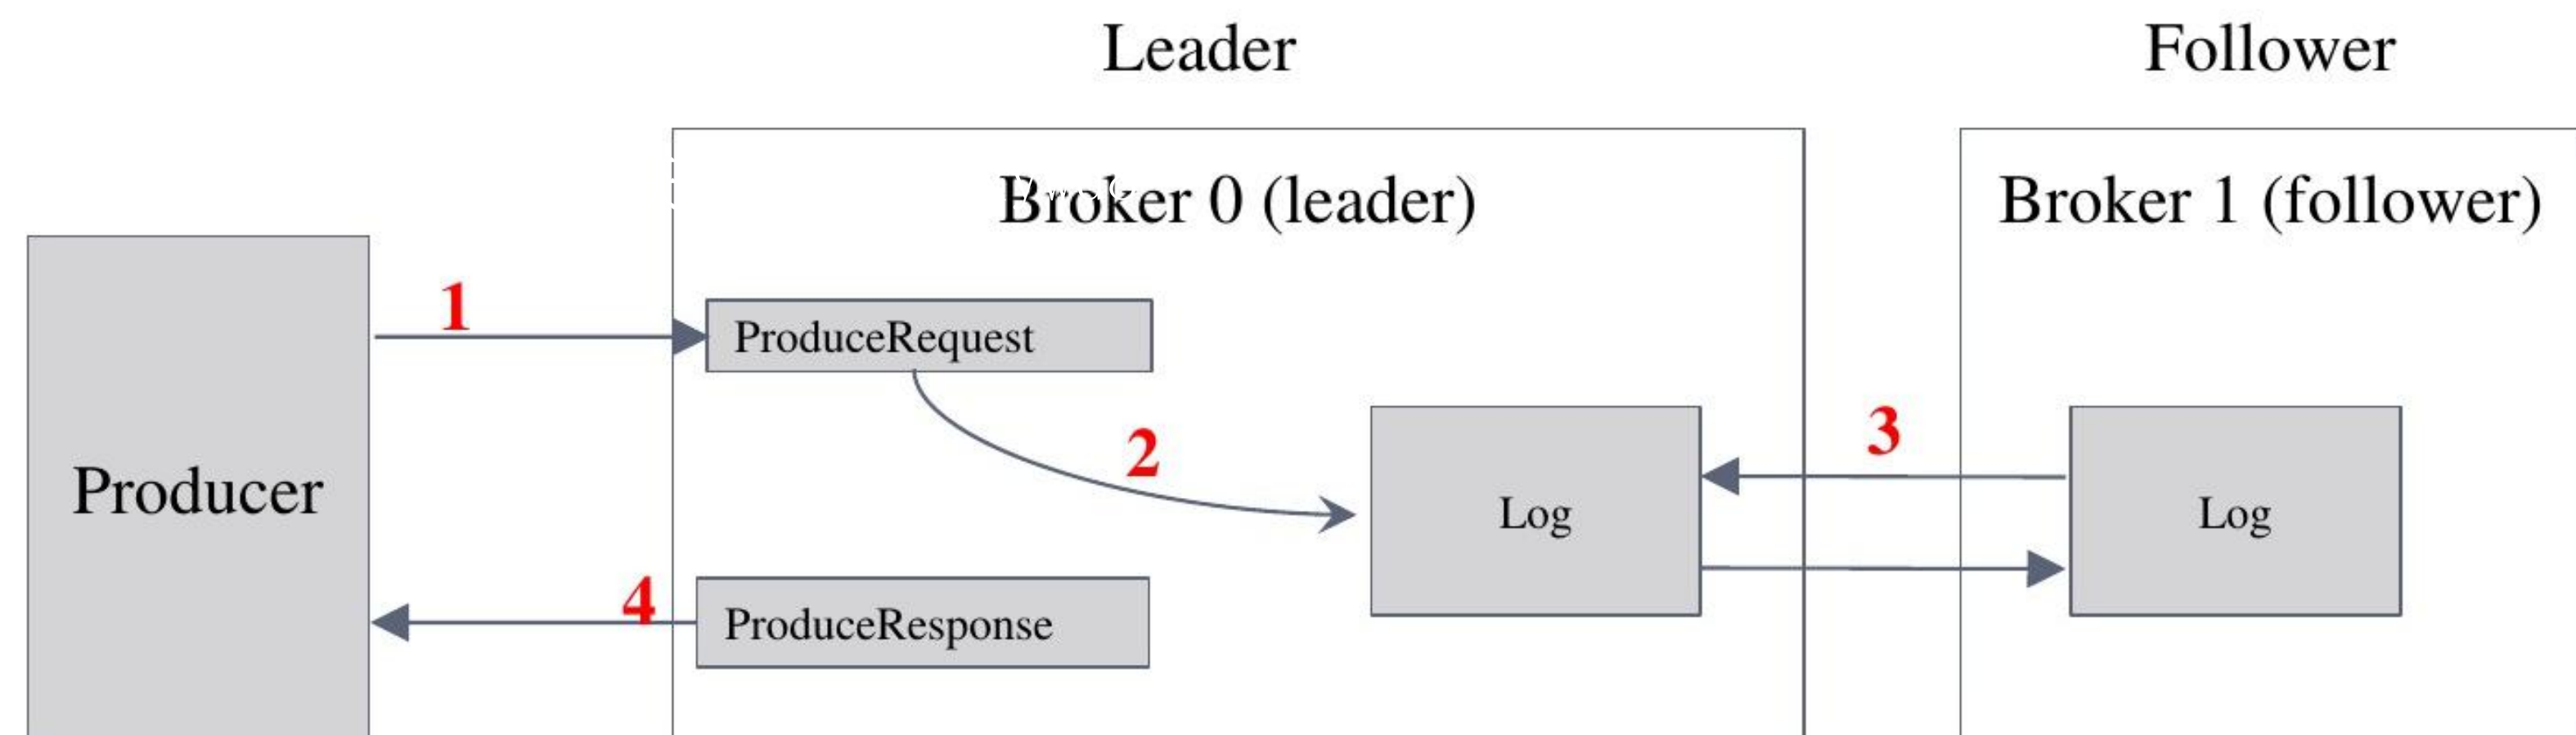 Leader
Follower
Broker 0 (leader)
Broker 1 (follower)
1
ProduceRequest
2
3
Producer
Log
Log
4
ProduceResponse